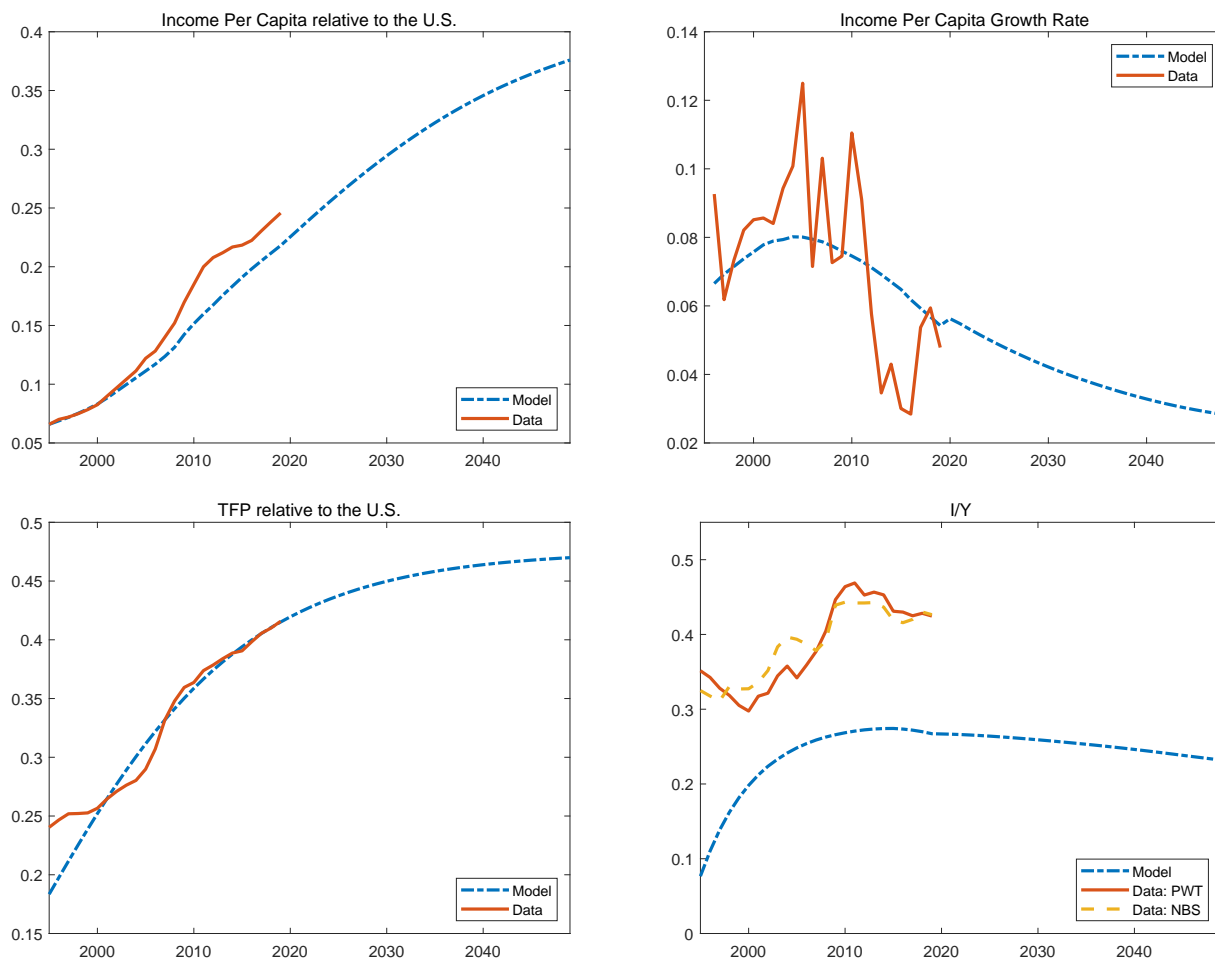 Income Per Capita relative to the U.S.
0.4
0.35
0.3
0.25
0.2
0.15
0.1
0.05
2000 2010 2020 2030 2040
Model
Data
Income Per Capita Growth Rate
0.14
0.12
0.1
0.08
0.06
0.04
0.02
2000 2010 2020 2030 2040
Model
Data
TFP relative to the U.S.
0.5
0.45
0.4
0.35
0.3
0.25
0.2
0.15
2000 2010 2020 2030 2040
Model
Data
I/Y
0.5
0.4
0.3
0.2
0.1
0
2000 2010 2020 2030 2040
Model
Data: PWT
Data: NBS